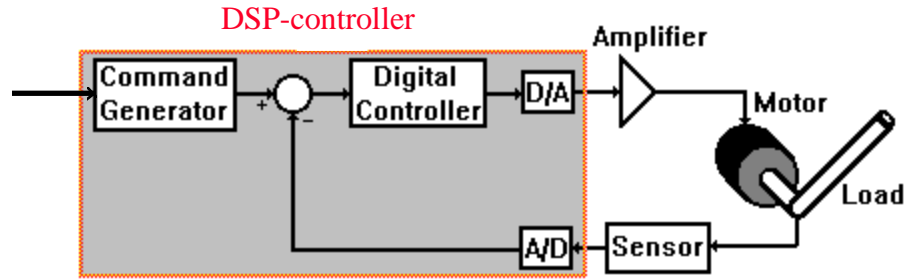 DSP-controller
Command
Generator
+
−
Digital
Controller
D/A
Amplifier
Motor
Load
Sensor
A/D